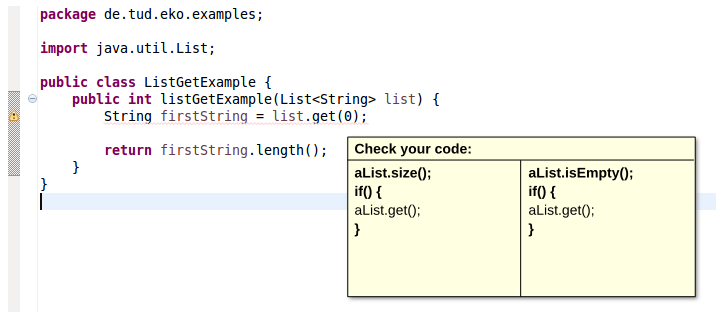 package de.tud.eko.examples;
import java.util.List;
public class ListGetExample {
public int listGetExample(List<String> list) {
String firstString = list.get(0);
return firstString.length();
}
}
Check your code:
aList.size();
if() {
aList.get();
}
aList.isEmpty();
if() {
aList.get();
}